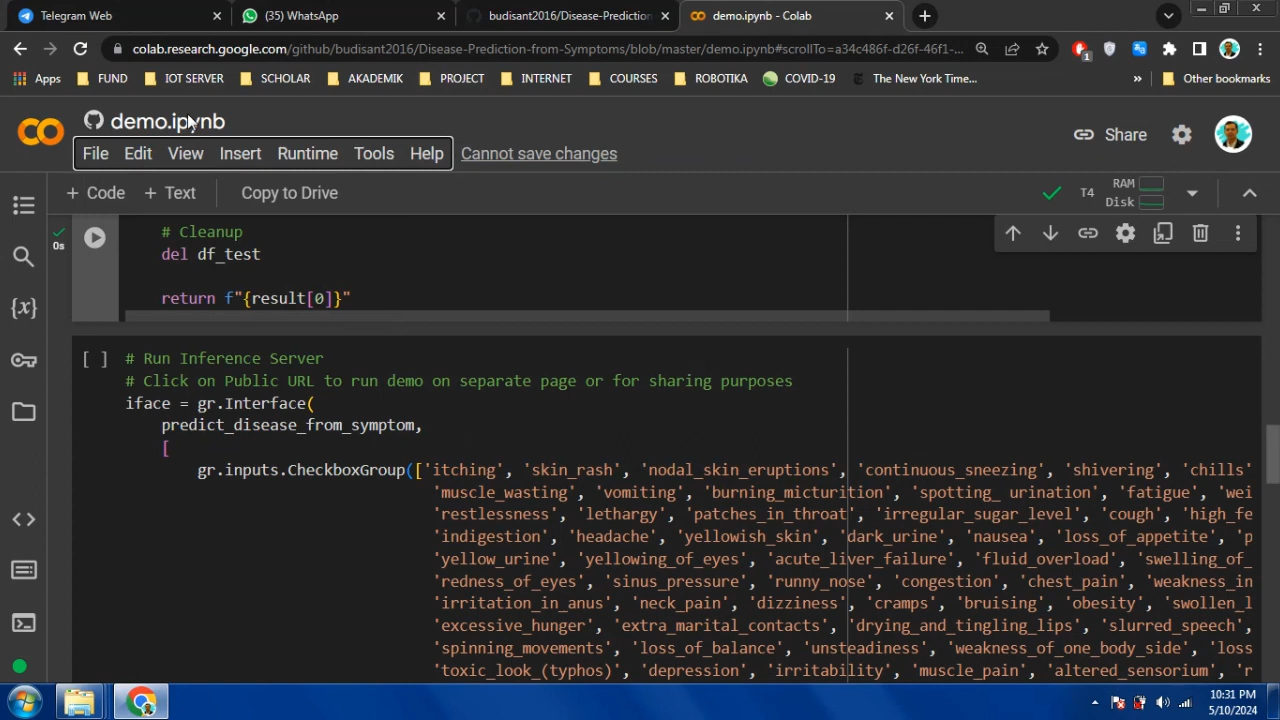 Telegram Web
(35) WhatsApp
budisant2016/Disease-Prediction
demo.ipynb - Colab
colab.research.google.com/github/budisant2016/Disease-Prediction-from-Symptoms/blob/master/demo.ipynb#scrollTo=a34c486f-d26f-46f1-...
1
Apps FUND IOT SERVER SCHOLAR AKADEMIK PROJECT INTERNET COURSES ROBOTIKA COVID-19 The New York Time... » Other bookmarks
demo.ipynb
Share
File Edit View Insert Runtime Tools Help Cannot save changes
+ Code + Text Copy to Drive
T4 RAM
Disk
0s
# Cleanup
del df_test
return f"{result[0]}"
[ ] # Run Inference Server
# Click on Public URL to run demo on separate page or for sharing purposes
iface = gr.Interface(
predict_disease_from_symptom,
[
gr.inputs.CheckboxGroup(['itching', 'skin_rash', 'nodal_skin_eruptions', 'continuous_sneezing', 'shivering', 'chills'
'muscle_wasting', 'vomiting', 'burning_micturition', 'spotting_ urination', 'fatigue', 'wei
'restlessness', 'lethargy', 'patches_in_throat', 'irregular_sugar_level', 'cough', 'high_fe
'indigestion', 'headache', 'yellowish_skin', 'dark_urine', 'nausea', 'loss_of_appetite', 'p
'yellow_urine', 'yellowing_of_eyes', 'acute_liver_failure', 'fluid_overload', 'swelling_of_
'redness_of_eyes', 'sinus_pressure', 'runny_nose', 'congestion', 'chest_pain', 'weakness_in
'irritation_in_anus', 'neck_pain', 'dizziness', 'cramps', 'bruising', 'obesity', 'swollen_l
'excessive_hunger', 'extra_marital_contacts', 'drying_and_tingling_lips', 'slurred_speech',
'spinning_movements', 'loss_of_balance', 'unsteadiness', 'weakness_of_one_body_side', 'loss
'toxic_look_(typhos)', 'depression', 'irritability', 'muscle_pain', 'altered_sensorium', 'r
10:31 PM
5/10/2024